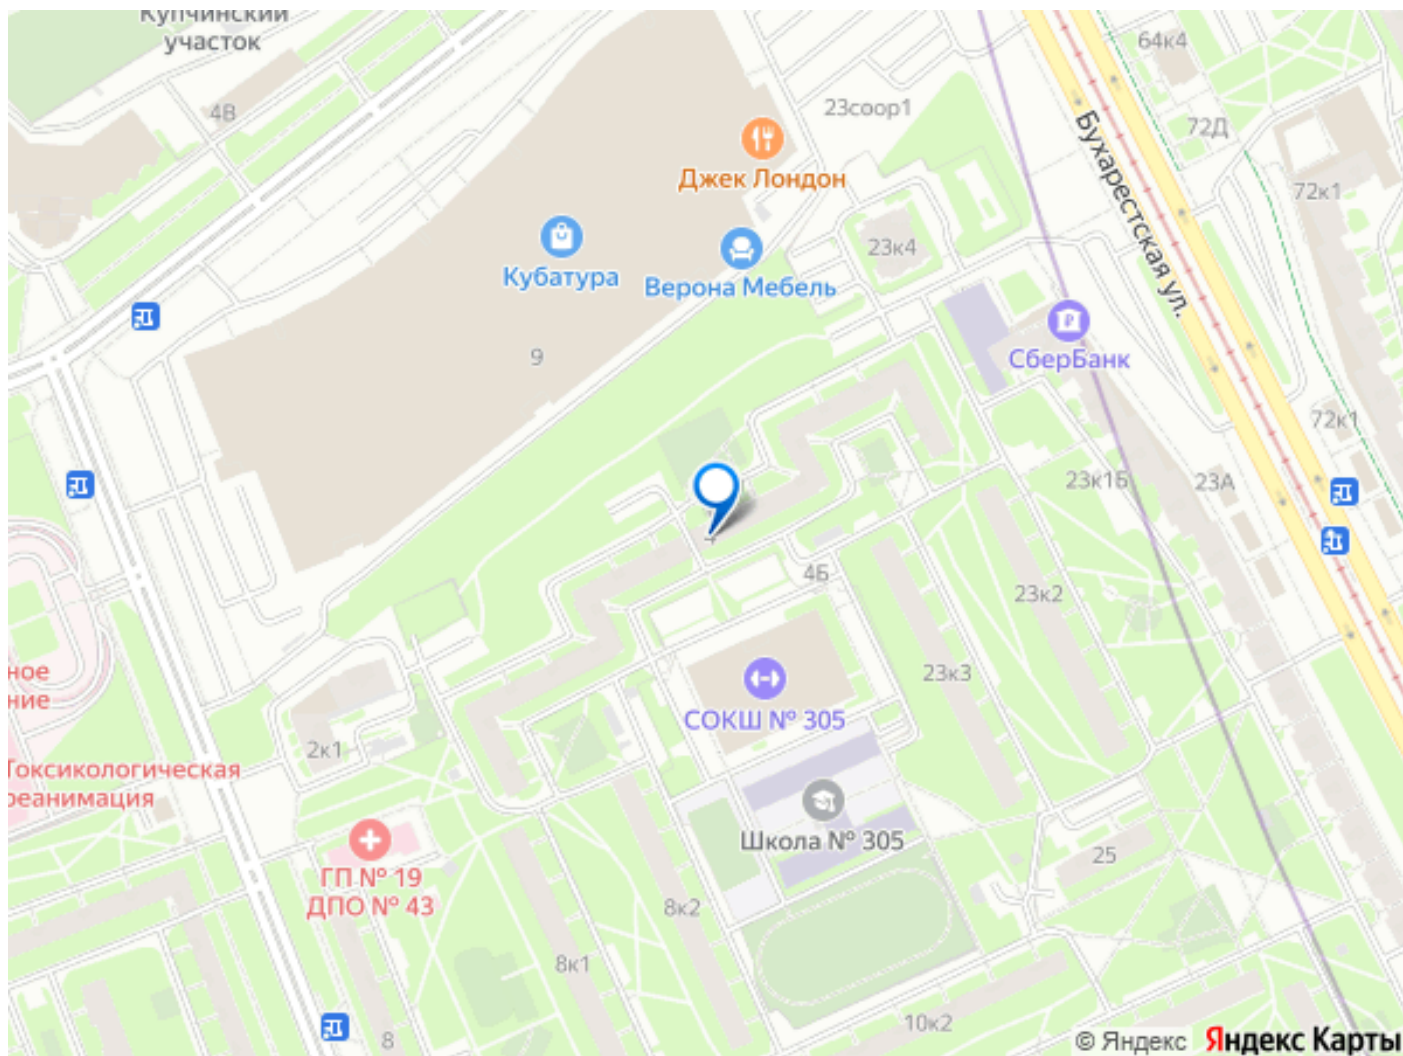 Купчинский
участок
64к4
4В
23соор1
Бухарестская ул.
72Д
Джек Лондон
72к1
23к4
Кубатура
Верона Мебель
9
СберБанк
72к1
23к1Б
23А
4
4Б
23к2
ное
ние
23к3
СОКШ № 305
2к1
Токсикологическая
реанимация
Школа № 305
25
ГП № 19
ДПО № 43
8к2
8к1
10к2
8
© Яндекс Яндекс Карты